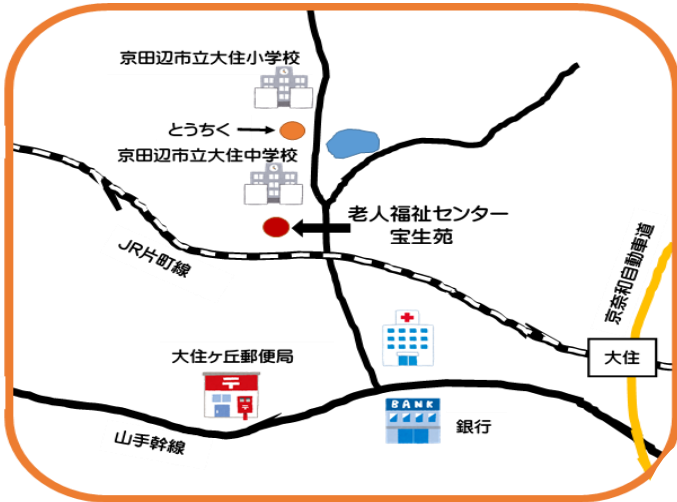 京田辺市立大住小学校
とうちく
京田辺市立大住中学校
老人福祉センター
宝生苑
JR片町線
京奈和自動車道
大住
大住ヶ丘郵便局
BANK
銀行
山手幹線